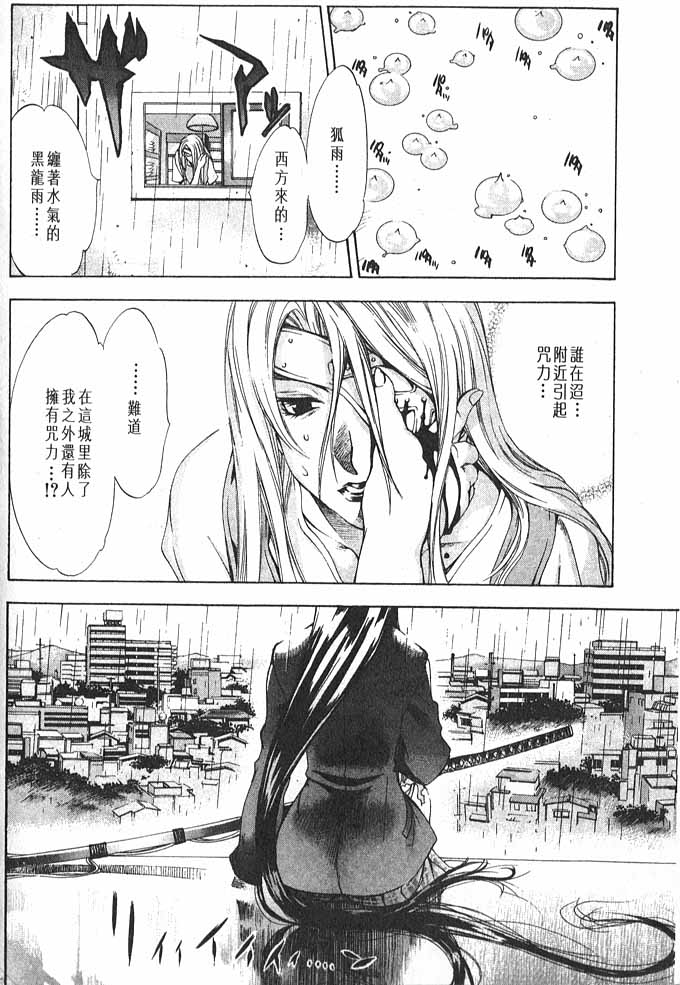 狐雨……
西方來的…
纏著水氣的
黑龍雨……
ザァ
誰在迢…
附近引起
咒力…
……難道
在這城里除了
我之外還有人
擁有咒力…!?